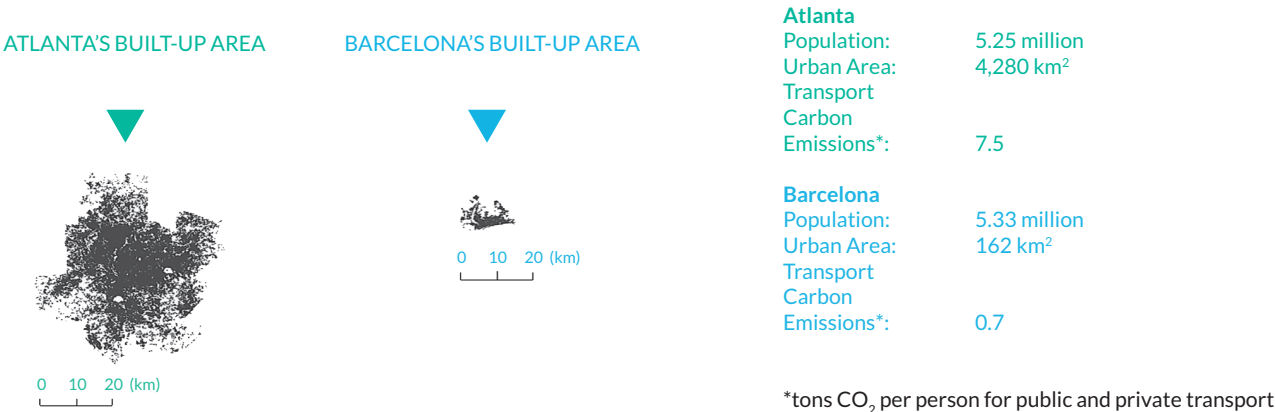 ATLANTA'S BUILT-UP AREA
0 10 20 (km)
BARCELONA'S BUILT-UP AREA
0 10 20 (km)
Atlanta
Population: 5.25 million
Urban Area: 4,280 km²
Transport
Carbon
Emissions*: 7.5
Barcelona
Population: 5.33 million
Urban Area: 162 km²
Transport
Carbon
Emissions*: 0.7
*tons CO₂ per person for public and private transport